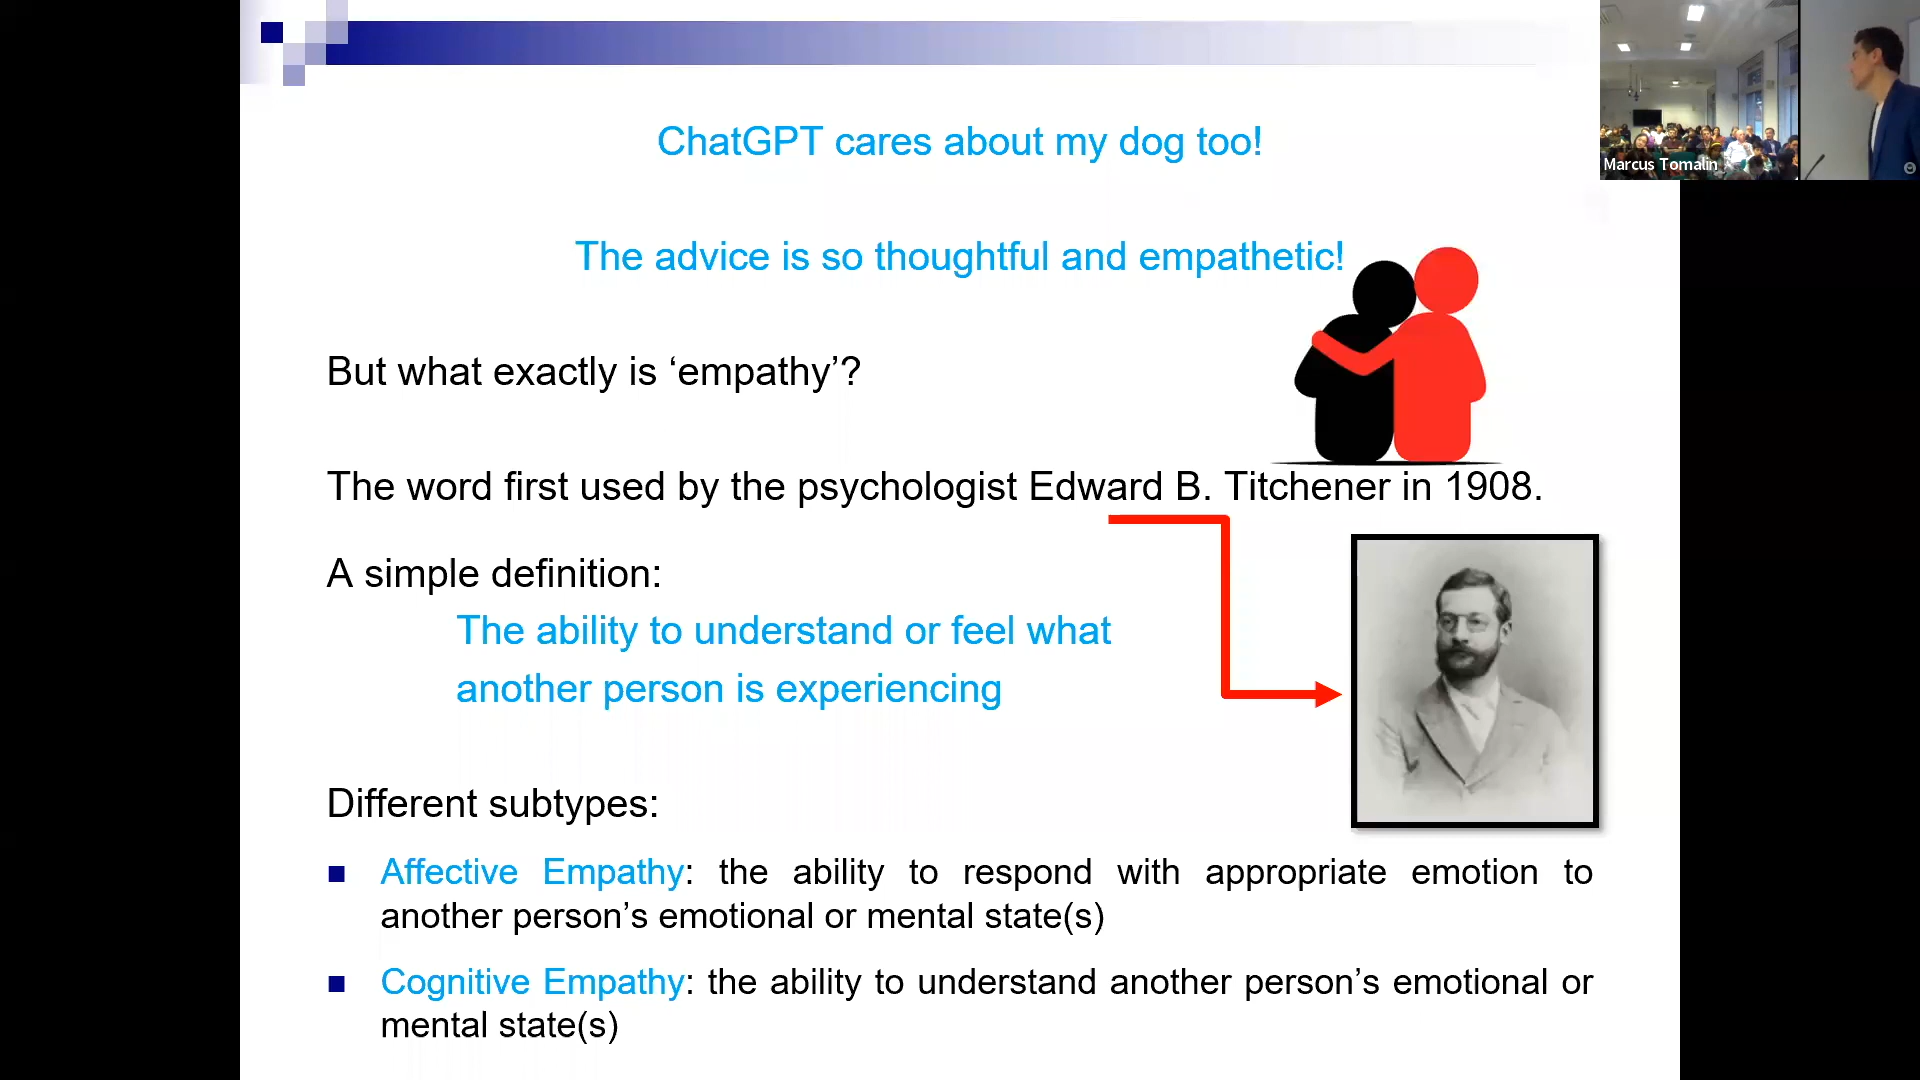 ChatGPT cares about my dog too!
Marcus Tomalin
The advice is so thoughtful and empathetic!
But what exactly is ‘empathy’?
The word first used by the psychologist Edward B. Titchener in 1908.
A simple definition:
The ability to understand or feel what
another person is experiencing
Different subtypes:
Affective Empathy: the ability to respond with appropriate emotion to
another person’s emotional or mental state(s)
Cognitive Empathy: the ability to understand another person’s emotional or
mental state(s)